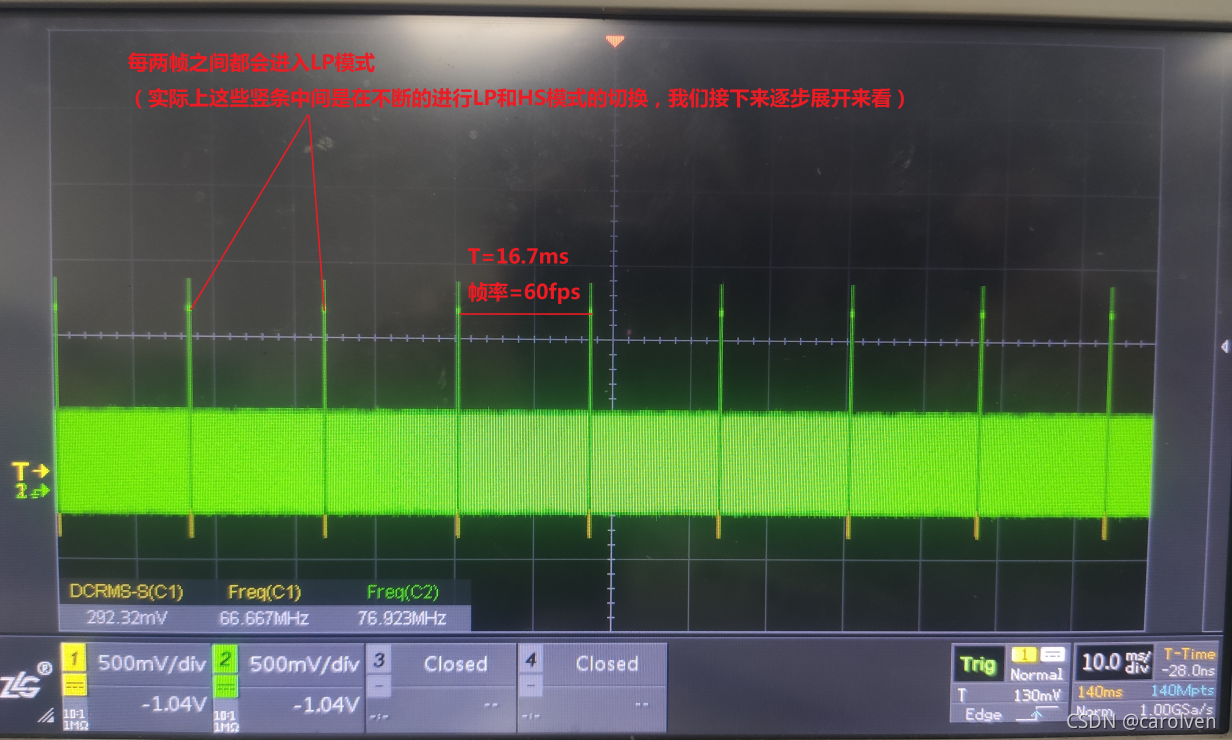 每两帧之间都会进入LP模式
（实际上这些竖条中间是在不断的进行LP和HS模式的切换，我们接下来逐步展开来看）
T=16.7ms
帧率=60fps
T
2
DCRMS-S(C1) Freq(C1) Freq(C2)
292.32mV 66.667MHz 76.923MHz
ZLG®
1 500mV/div 2 500mV/div 3 Closed 4 Closed
-1.04V -1.04V -- --
10:1 10:1 -:- -:-
1MΩ 1MΩ
Trig 1 Normal
T 130mV
Edge
10.0 ms/div T-Time
-28.0ns
140ms 140Mpts
Norm 1.00GSa/s
CSDN @carolven